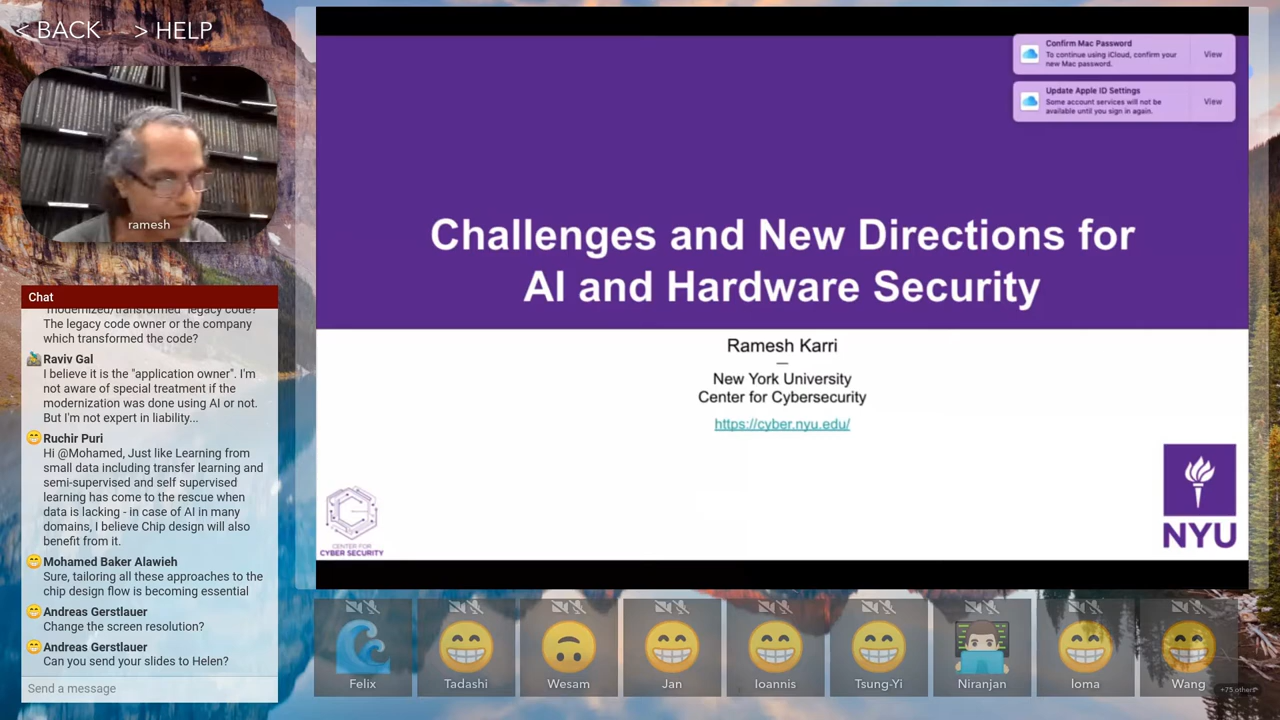 < BACK
> HELP
ramesh
Chat
"modernized/transformed" legacy code?
The legacy code owner or the company
which transformed the code?
Raviv Gal
I believe it is the "application owner". I'm
not aware of special treatment if the
modernization was done using AI or not.
But I'm not expert in liability...
Ruchir Puri
Hi @Mohamed, Just like Learning from
small data including transfer learning and
semi-supervised and self supervised
learning has come to the rescue when
data is lacking - in case of AI in many
domains, I believe Chip design will also
benefit from it.
Mohamed Baker Alawieh
Sure, tailoring all these approaches to the
chip design flow is becoming essential
Andreas Gerstlauer
Change the screen resolution?
Andreas Gerstlauer
Can you send your slides to Helen?
Send a message
Confirm Mac Password
To continue using iCloud, confirm your
new Mac password.
View
Update Apple ID Settings
Some account services will not be
available until you sign in again.
View
Challenges and New Directions for
AI and Hardware Security
Ramesh Karri
New York University
Center for Cybersecurity
https://cyber.nyu.edu/
CENTER FOR
CYBER SECURITY
NYU
Felix
Tadashi
Wesam
Jan
Ioannis
Tsung-Yi
Niranjan
Ioma
Wang
+75 others